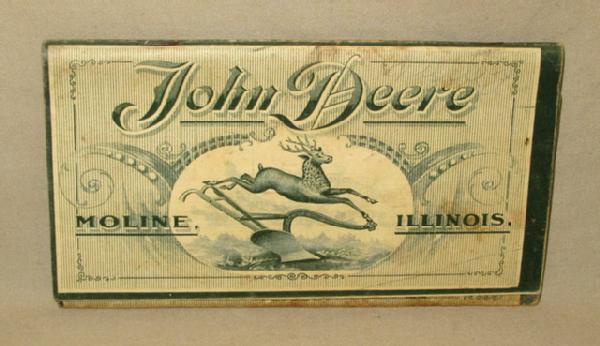 John Deere
MOLINE, ILLINOIS.